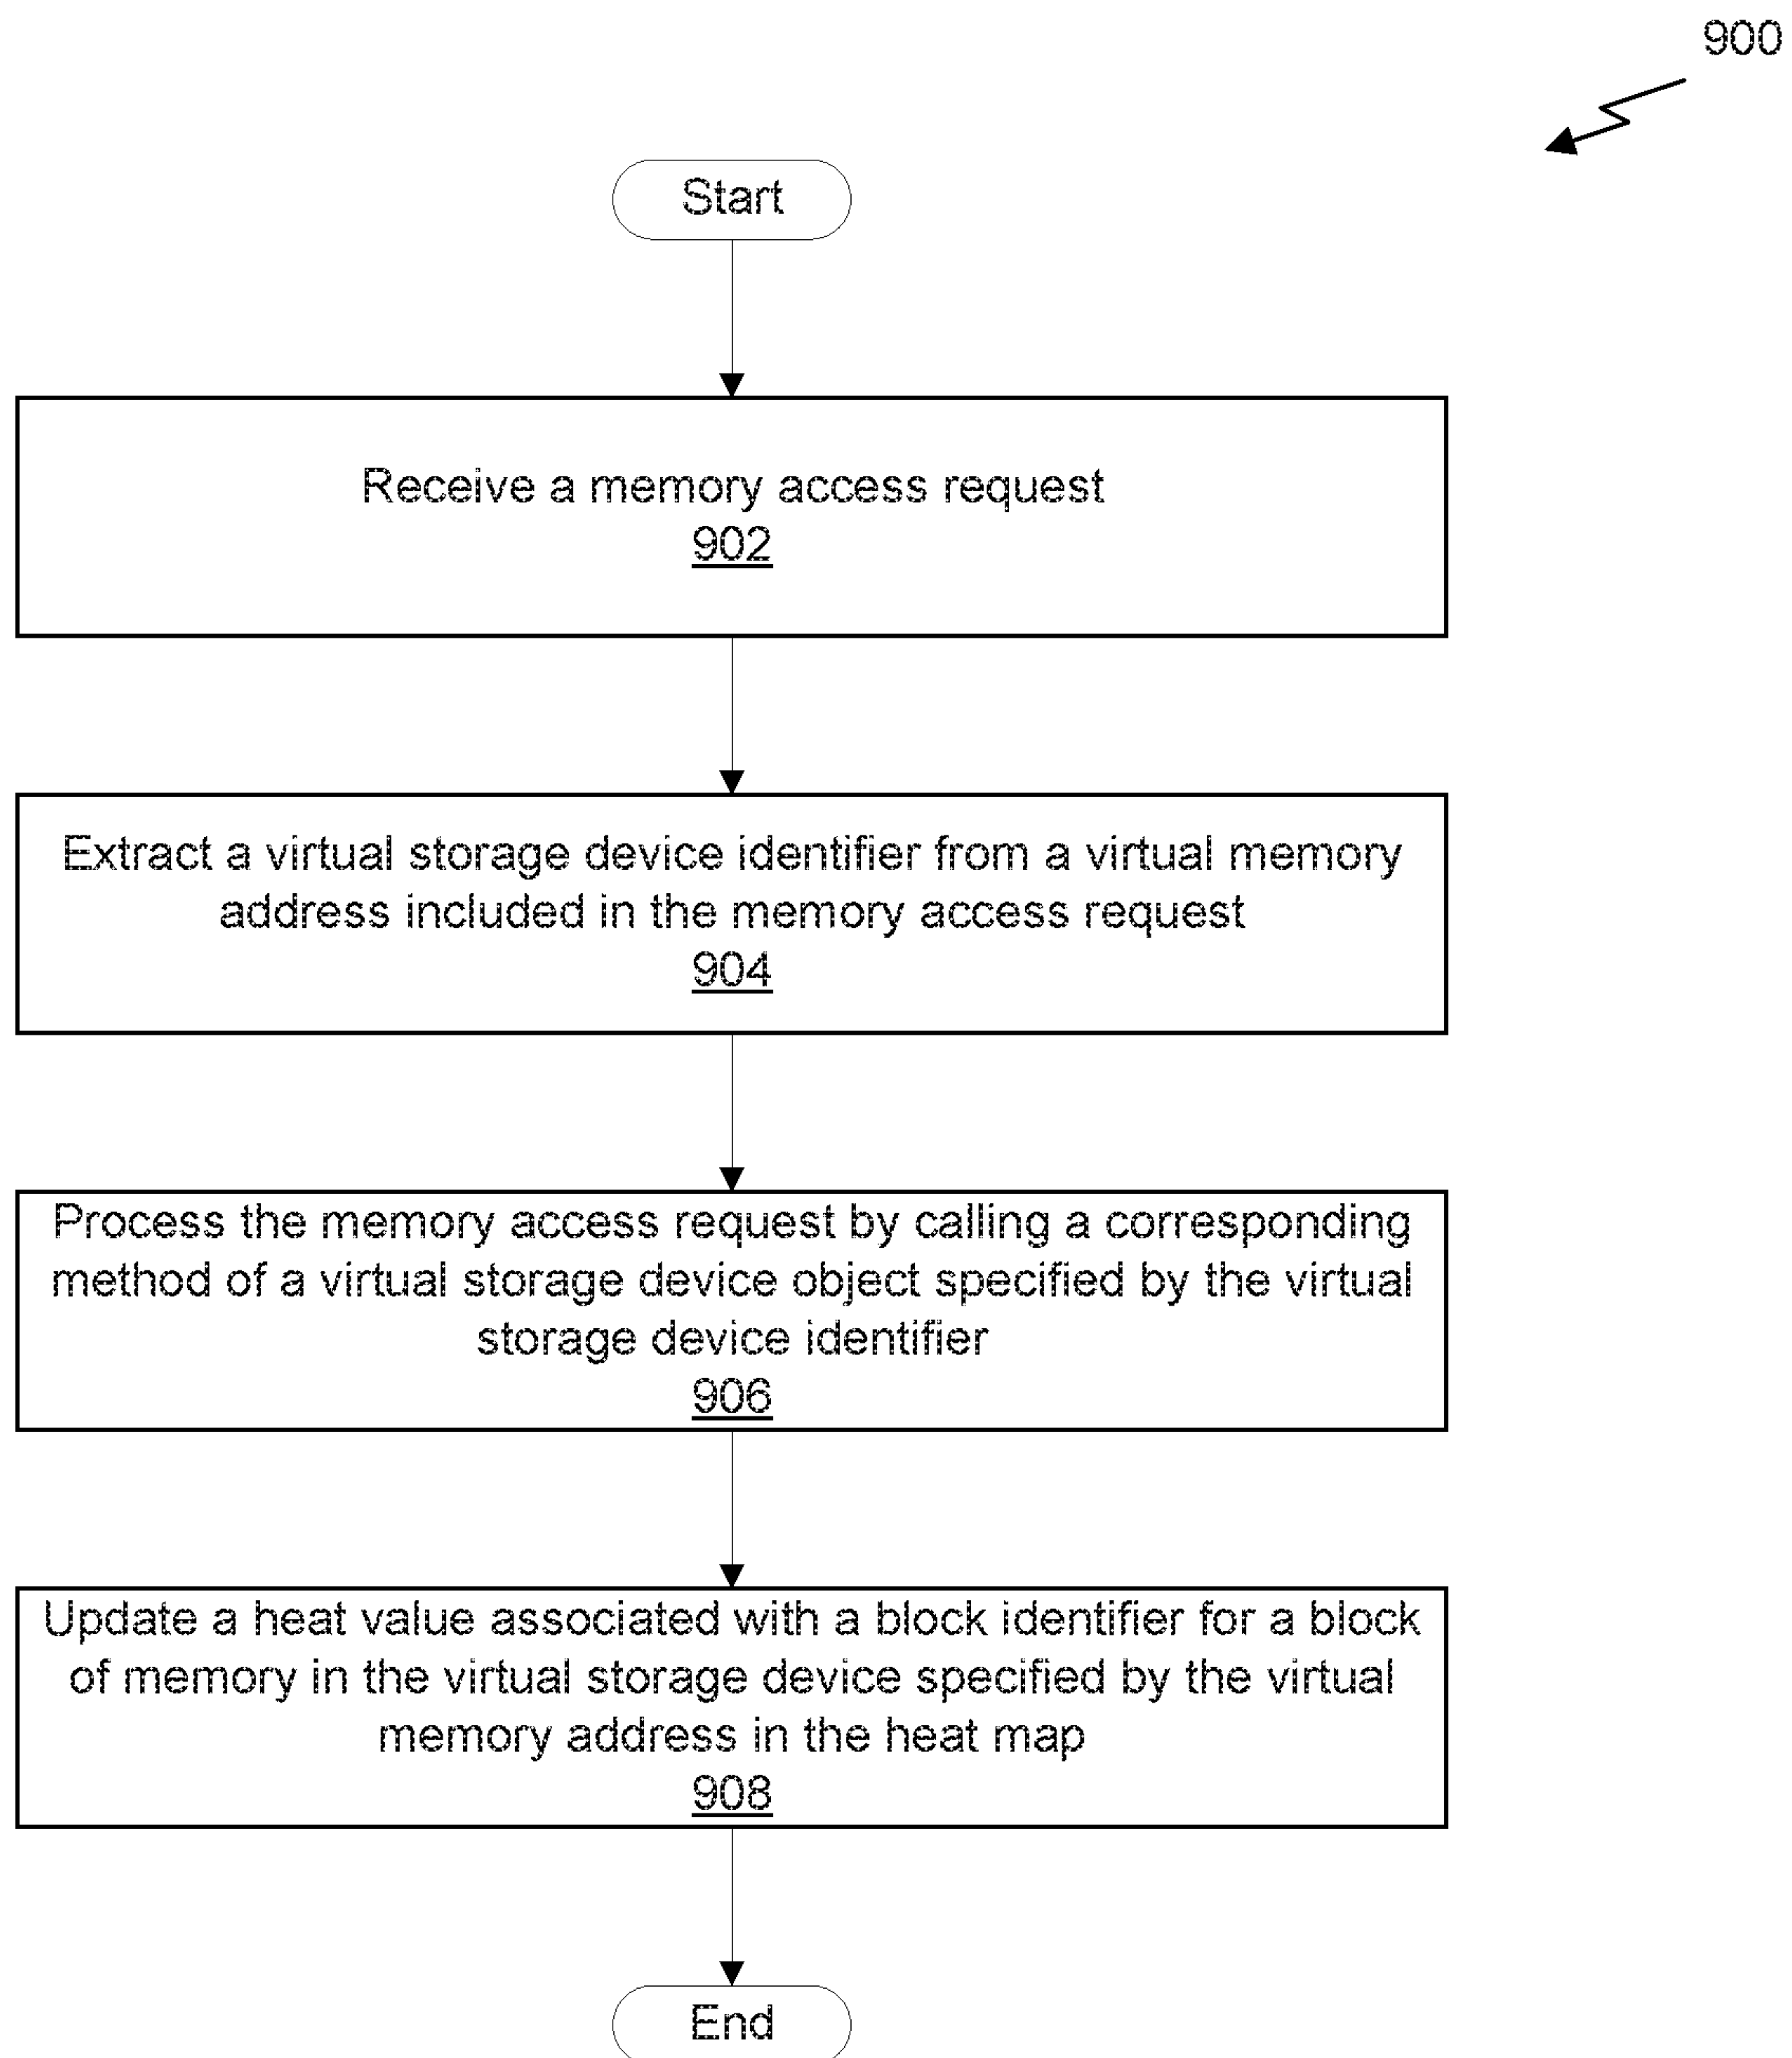 900
Start
Receive a memory access request
902
Extract a virtual storage device identifier from a virtual memory
address included in the memory access request
904
Process the memory access request by calling a corresponding
method of a virtual storage device object specified by the virtual
storage device identifier
906
Update a heat value associated with a block identifier for a block
of memory in the virtual storage device specified by the virtual
memory address in the heat map
908
End